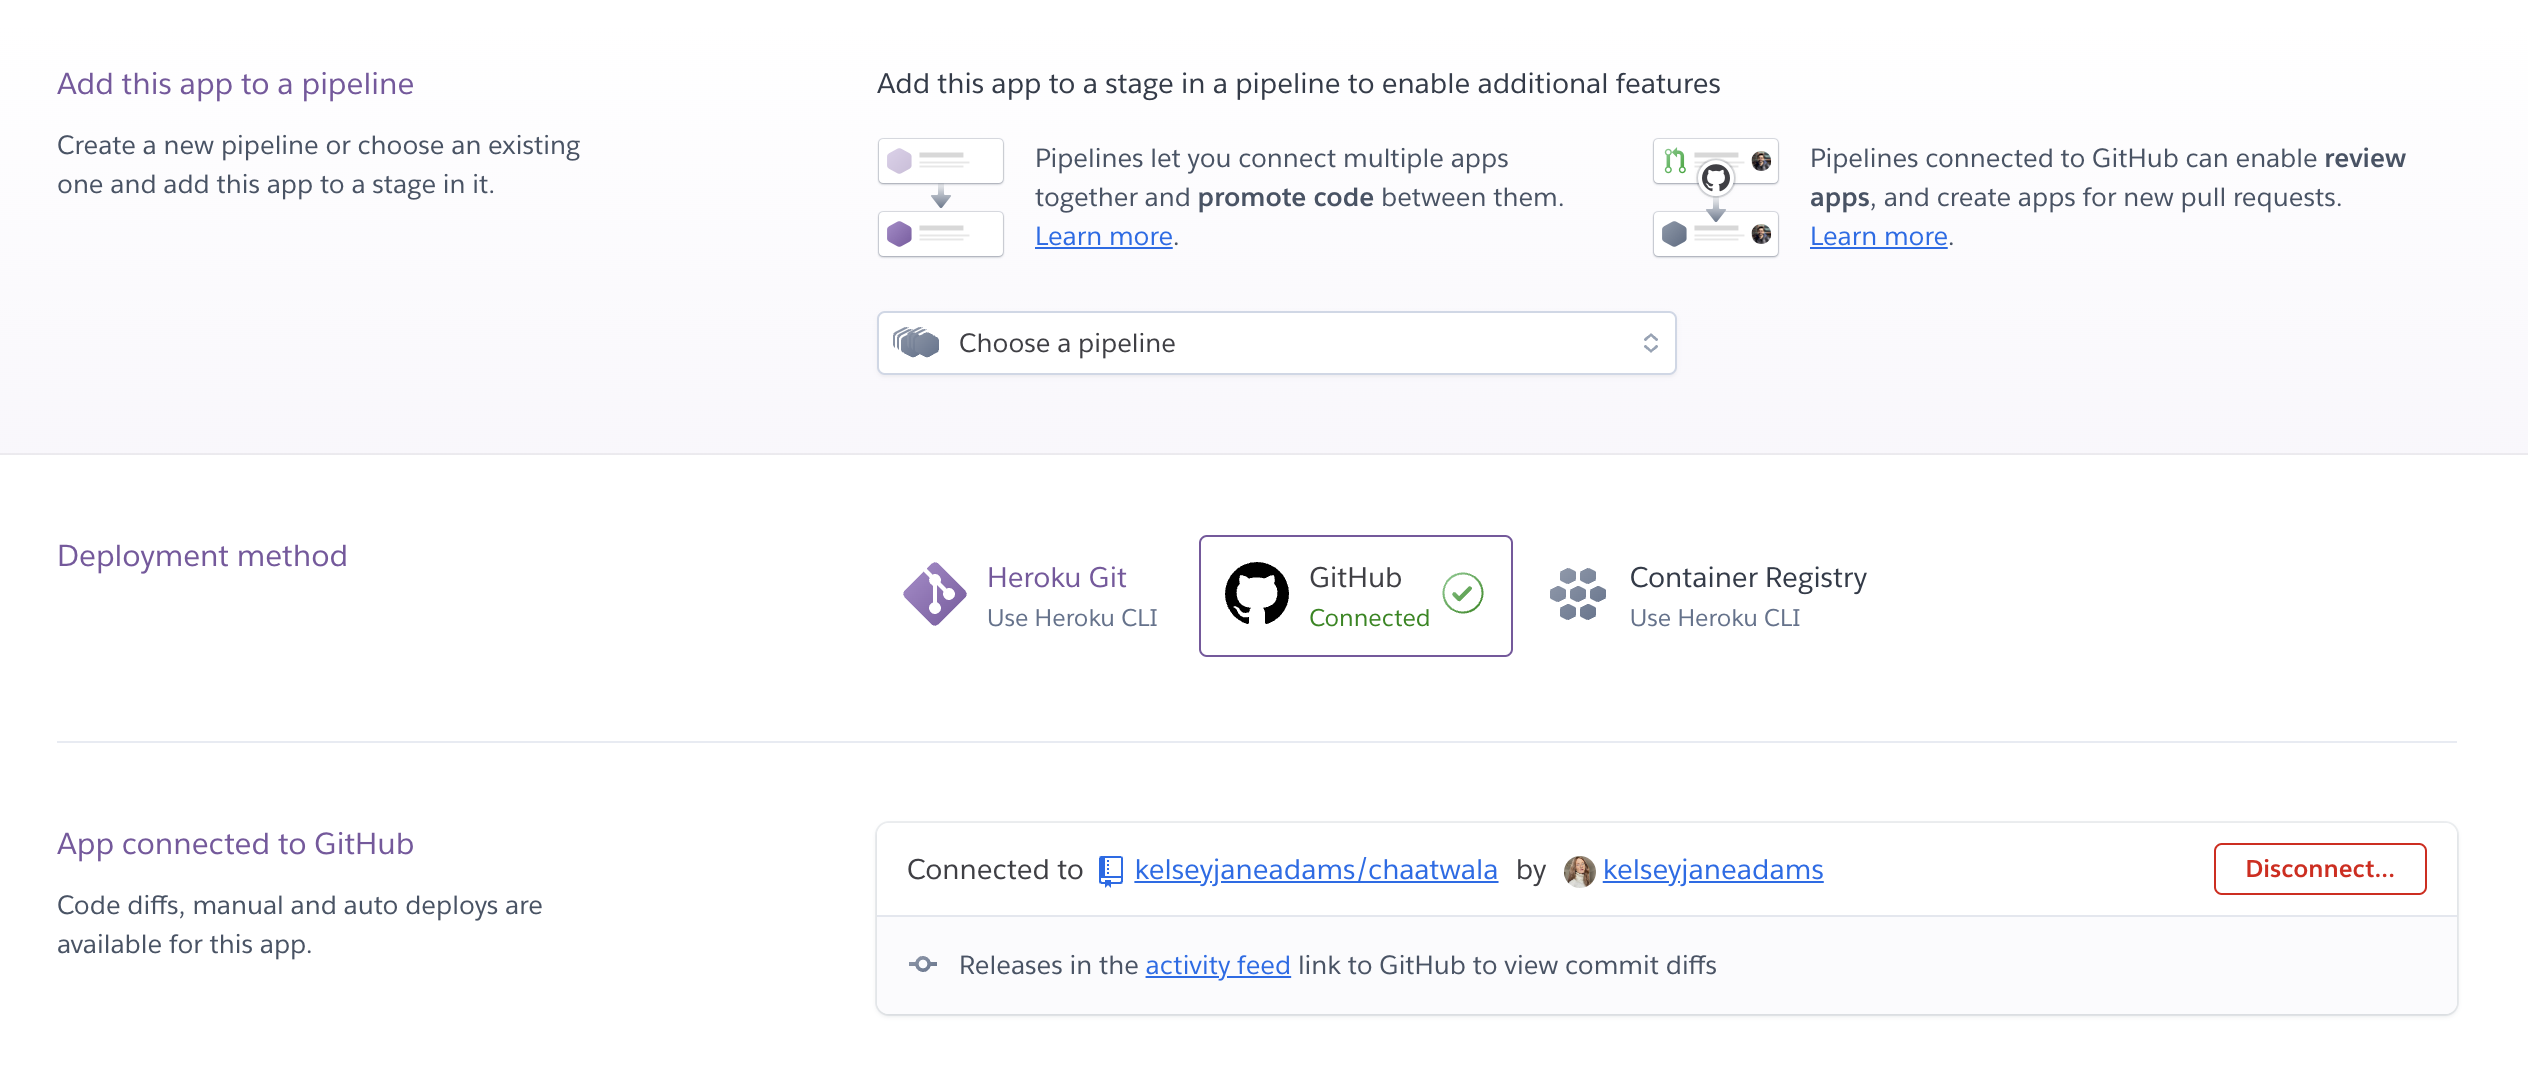 Add this app to a pipeline
Create a new pipeline or choose an existing
one and add this app to a stage in it.
Add this app to a stage in a pipeline to enable additional features
Pipelines let you connect multiple apps
together and promote code between them.
Learn more.
Pipelines connected to GitHub can enable review
apps, and create apps for new pull requests.
Learn more.
Choose a pipeline
Deployment method
Heroku Git
Use Heroku CLI
GitHub
Connected
Container Registry
Use Heroku CLI
App connected to GitHub
Code diffs, manual and auto deploys are
available for this app.
Connected to kelseyjaneadams/chaatwala by kelseyjaneadams
Disconnect...
Releases in the activity feed link to GitHub to view commit diffs